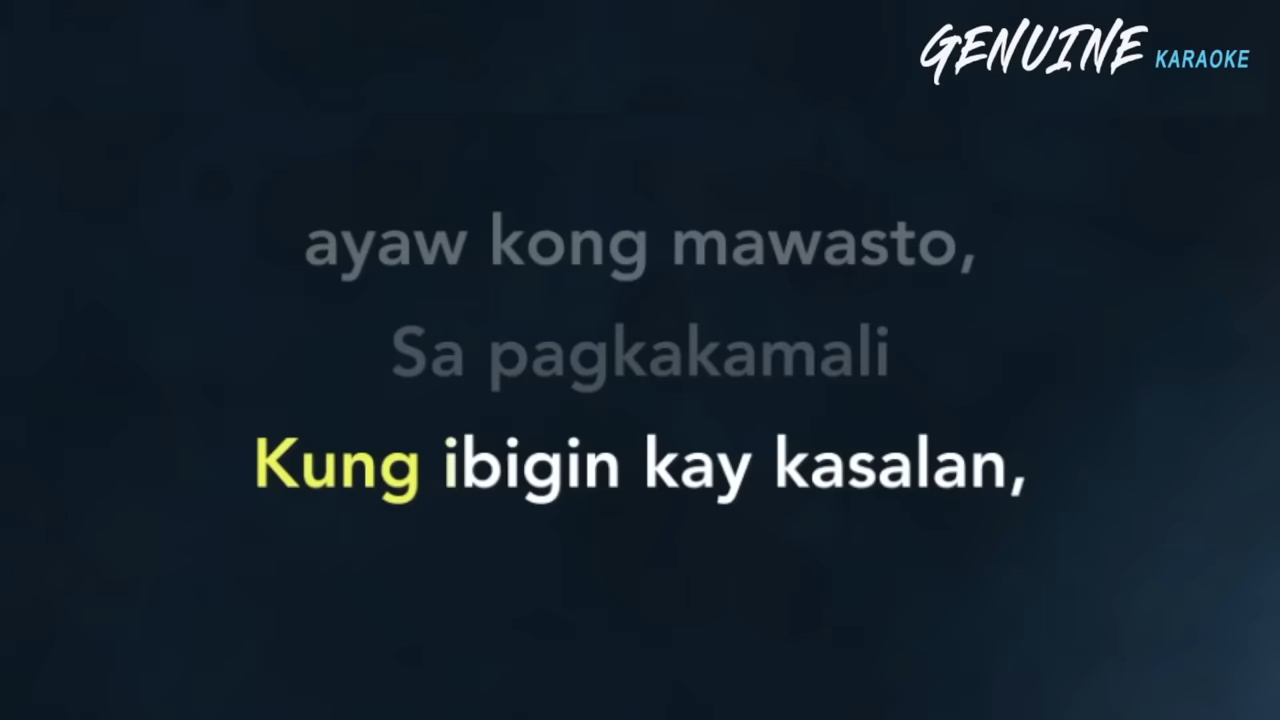 GENUINE KARAOKE
ayaw kong mawasto,
Sa pagkakamali
Kung ibigin kay kasalan,